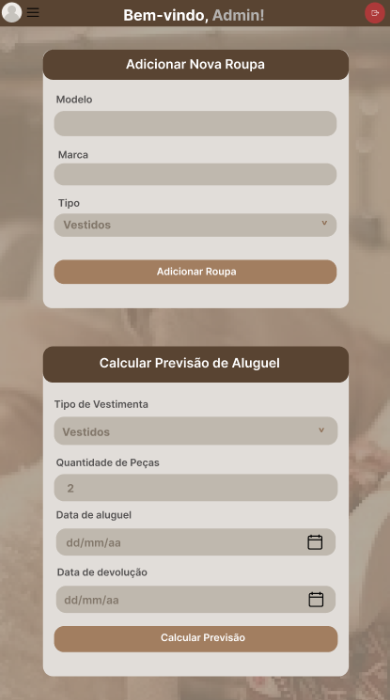 Bem-vindo, Admin!
Adicionar Nova Roupa
Modelo
Marca
Tipo
Vestidos
Adicionar Roupa
Calcular Previsão de Aluguel
Tipo de Vestimenta
Vestidos
Quantidade de Peças
2
Data de aluguel
dd/mm/aa
Data de devolução
dd/mm/aa
Calcular Previsão